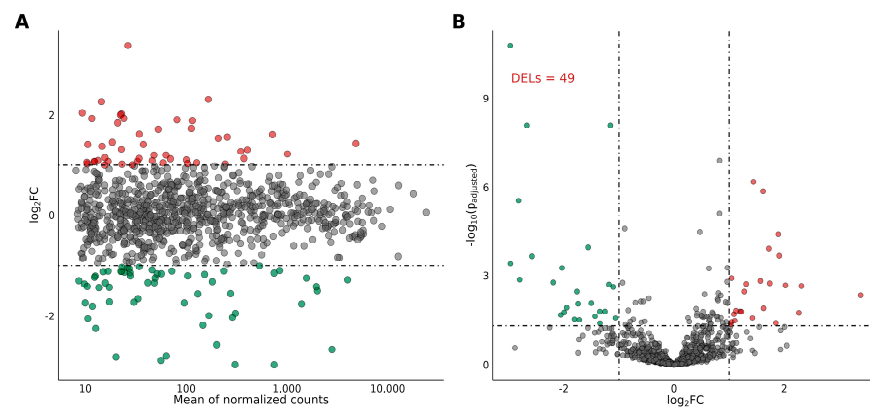 A
B
log2FC
2
0
-2
10
100
1.000
10.000
Mean of normalized counts
DELs = 49
-log10(padjusted)
9
6
3
0
-2
0
2
log2FC